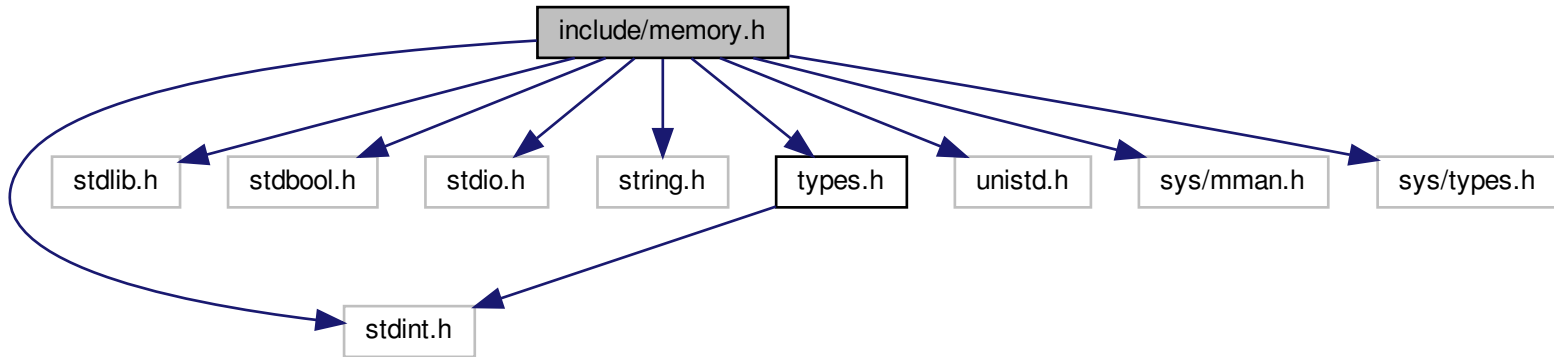 include/memory.h
stdlib.h
stdbool.h
stdio.h
string.h
types.h
unistd.h
sys/mman.h
sys/types.h
stdint.h